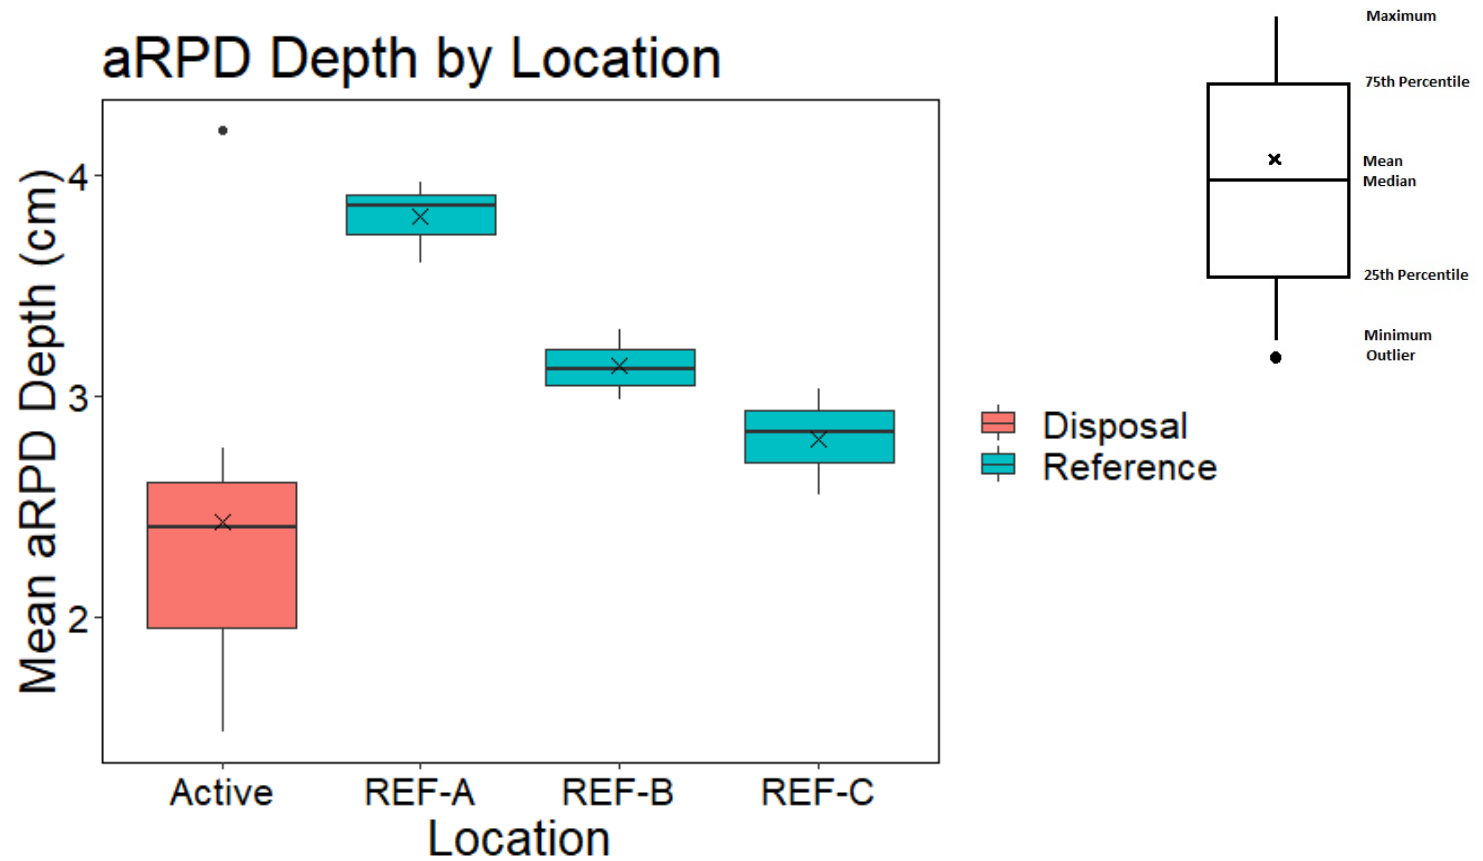 aRPD Depth by Location
Mean aRPD Depth (cm)
4
3
2
Active REF-A REF-B REF-C
Location
Disposal
Reference
Maximum
75th Percentile
Mean
Median
25th Percentile
Minimum
Outlier